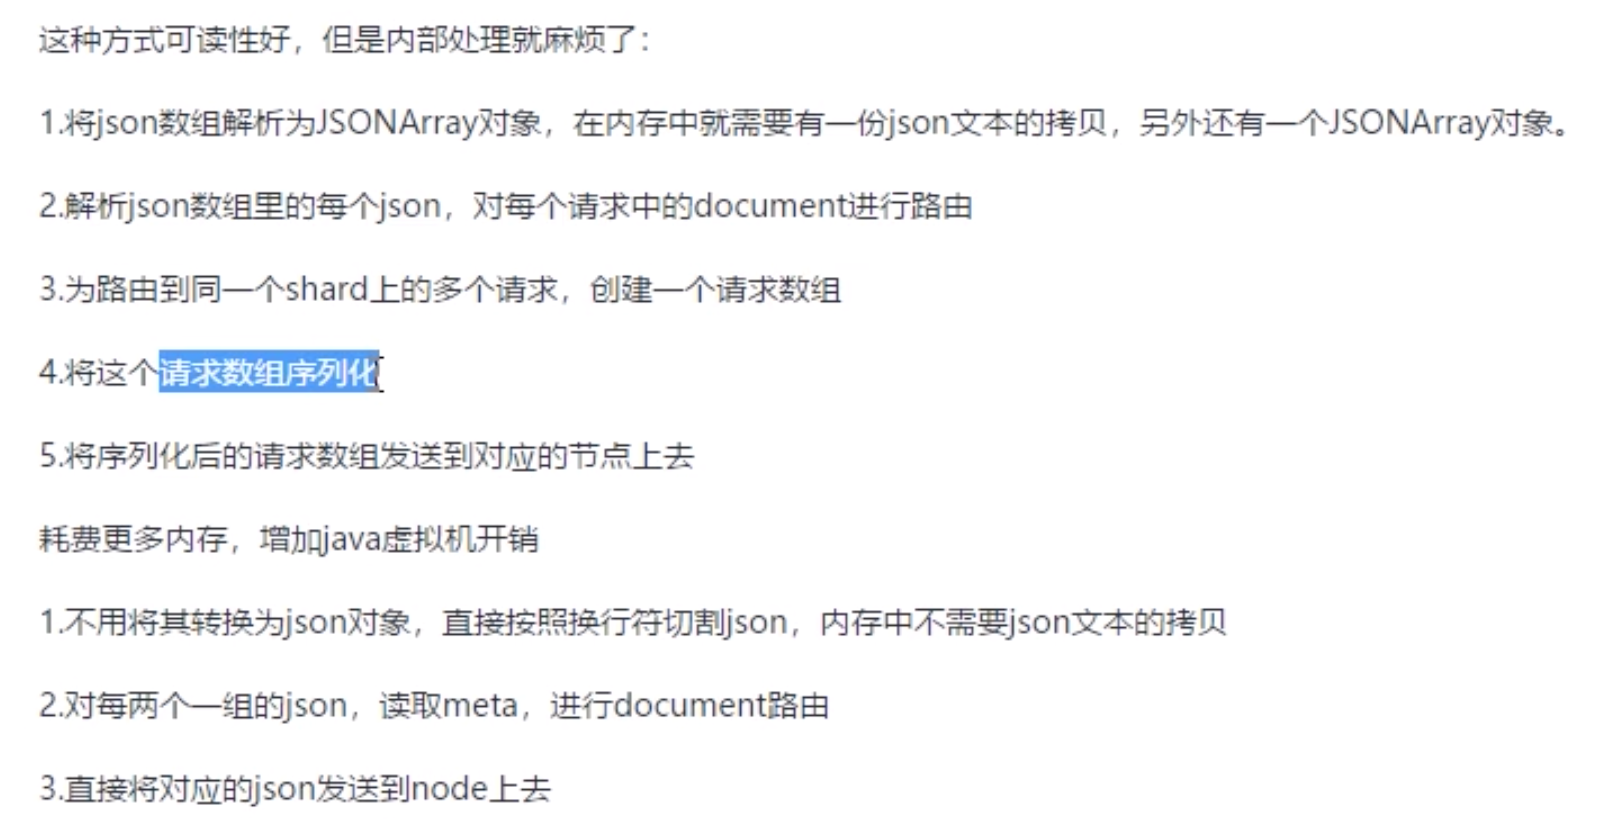 这种方式可读性好，但是内部处理就麻烦了：
1.将json数组解析为JSONArray对象，在内存中就需要有一份json文本的拷贝，另外还有一个JSONArray对象。
2.解析json数组里的每个json，对每个请求中的document进行路由
3.为路由到同一个shard上的多个请求，创建一个请求数组
4.将这个请求数组序列化
5.将序列化后的请求数组发送到对应的节点上去
耗费更多内存，增加java虚拟机开销
1.不用将其转换为json对象，直接按照换行符切割json，内存中不需要json文本的拷贝
2.对每两个一组的json，读取meta，进行document路由
3.直接将对应的json发送到node上去